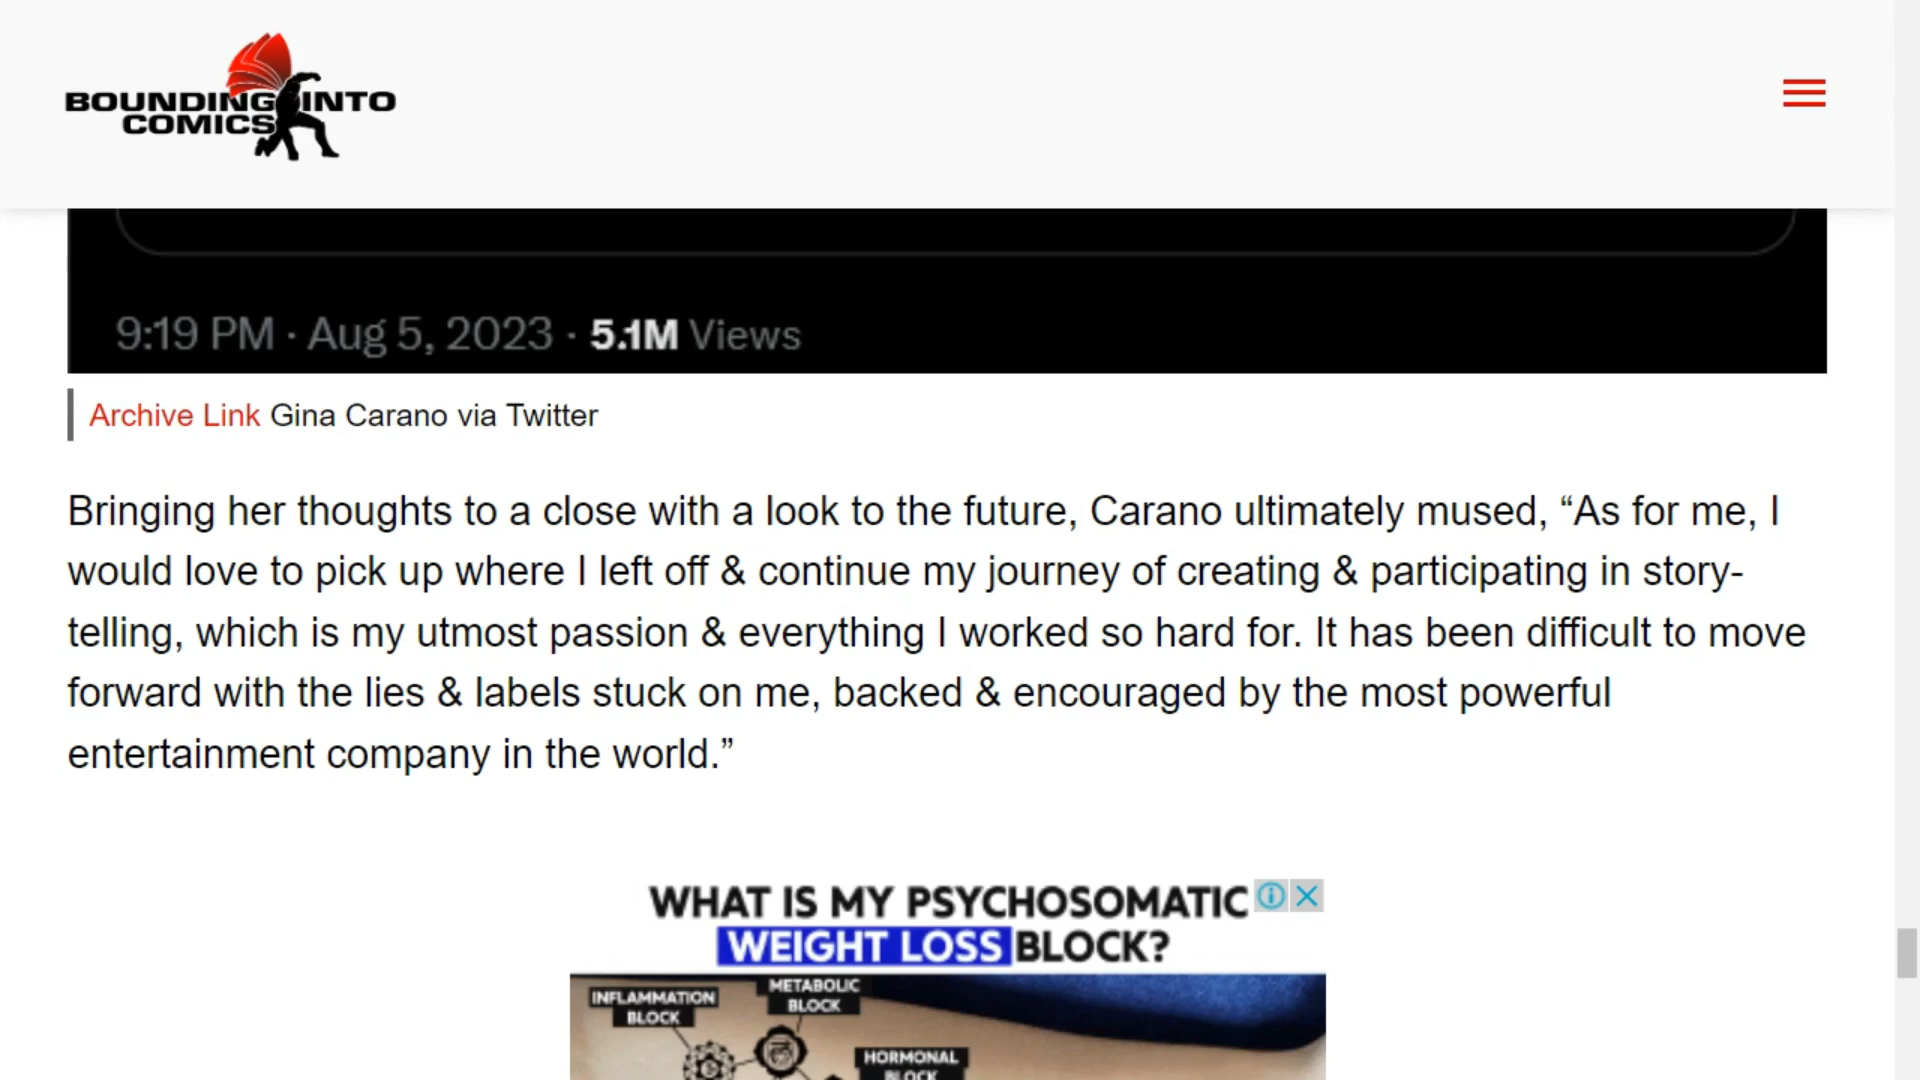 BOUNDING INTO
COMICS
9:19 PM · Aug 5, 2023 · 5.1M Views
Archive Link Gina Carano via Twitter
Bringing her thoughts to a close with a look to the future, Carano ultimately mused, “As for me, I
would love to pick up where I left off & continue my journey of creating & participating in story-
telling, which is my utmost passion & everything I worked so hard for. It has been difficult to move
forward with the lies & labels stuck on me, backed & encouraged by the most powerful
entertainment company in the world.”
WHAT IS MY PSYCHOSOMATIC
WEIGHT LOSS BLOCK?
INFLAMMATION
BLOCK
METABOLIC
BLOCK
HORMONAL
BLOCK